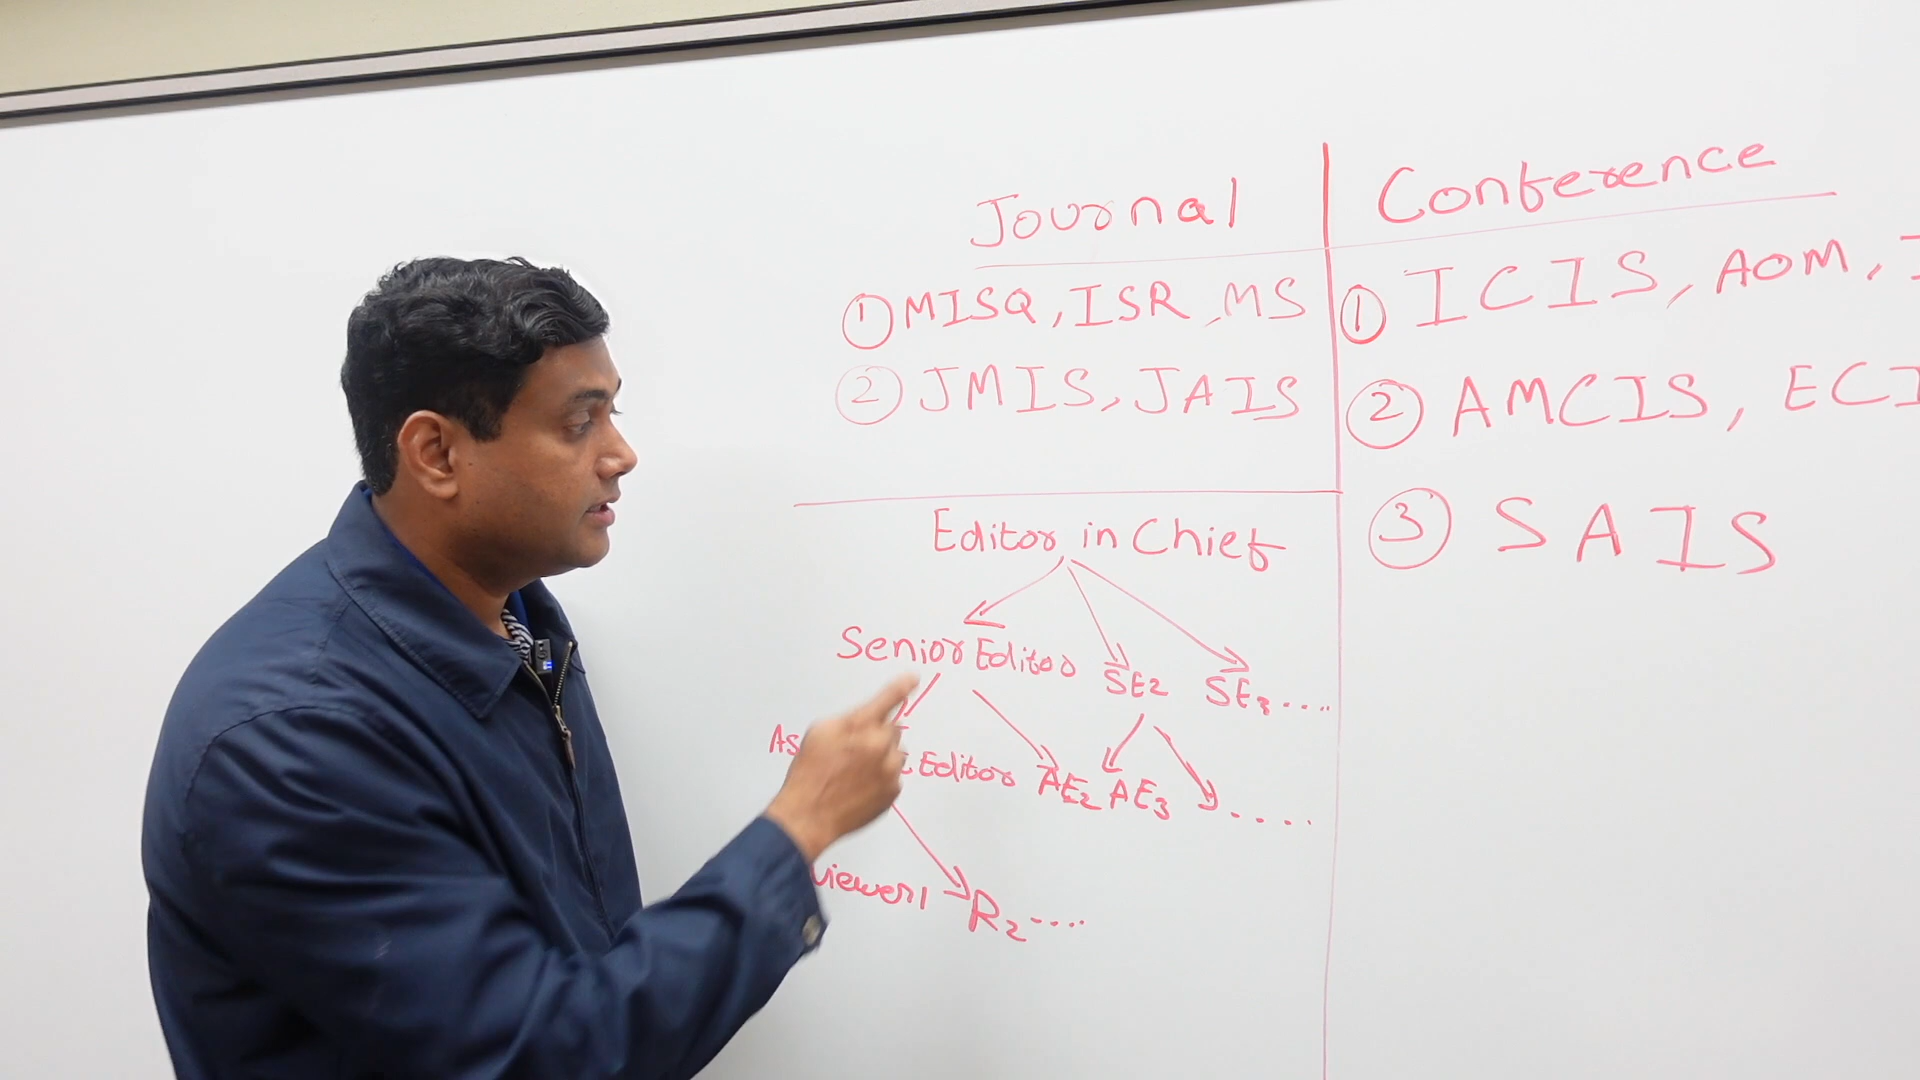 Journal
① MISQ, ISR, MS
② JMIS, JAIS
Editor in Chief
Senior Editor SE2 SE3 ....
Editor AE2 AE3 .....
R2 ....
Conference
① ICIS, AOM,
② AMCIS,
③ SAIS